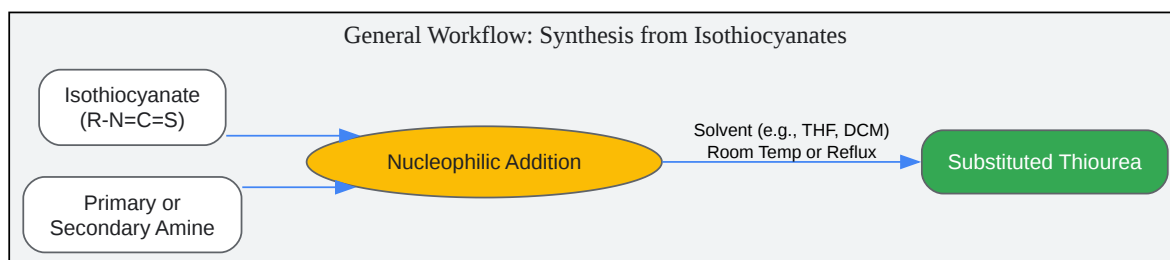 General Workflow: Synthesis from Isothiocyanates
Isothiocyanate
(R-N=C=S)
Primary or
Secondary Amine
Nucleophilic Addition
Solvent (e.g., THF, DCM)
Room Temp or Reflux
Substituted Thiourea